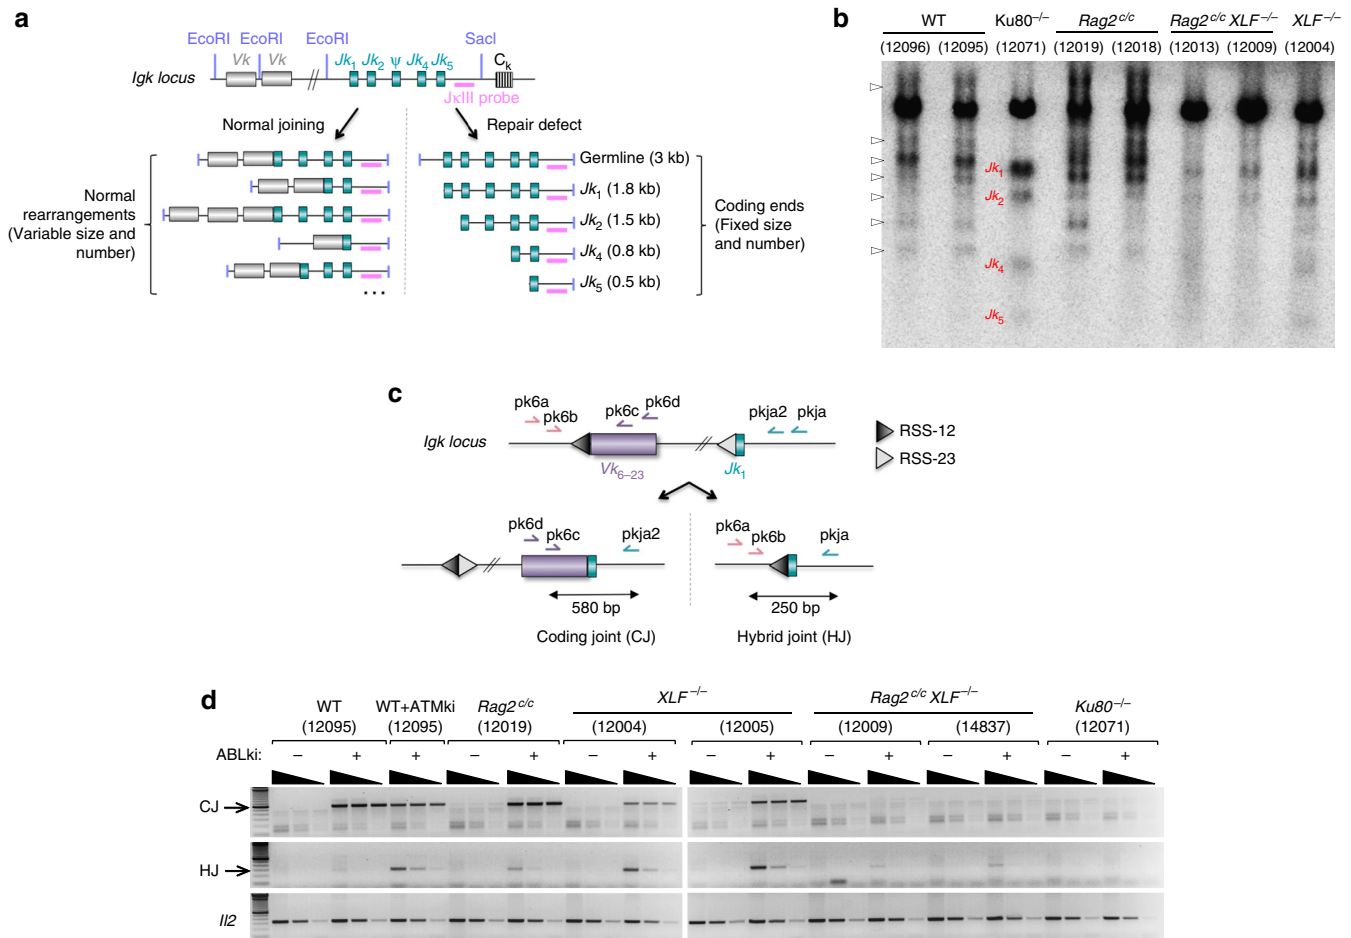 a
EcoRI EcoRI EcoRI SacI
Vk Vk Jk1 Jk2 ψ Jk4 Jk5 Ck
Igk locus
JκIII probe
Normal joining Repair defect
Normal rearrangements (Variable size and number)
Germline (3 kb)
Jk1 (1.8 kb)
Jk2 (1.5 kb)
Jk4 (0.8 kb)
Jk5 (0.5 kb)
...
Coding ends (Fixed size and number)
b
WT Ku80−/− Rag2c/c Rag2c/c XLF−/− XLF−/−
(12096) (12095) (12071) (12019) (12018) (12013) (12009) (12004)
Jk1
Jk2
Jk4
Jk5
c
pk6a pk6b pk6c pk6d pkja2 pkja
Igk locus
Vk6–23 Jk1
RSS-12
RSS-23
pk6d pk6c pkja2
pk6a pk6b pkja
580 bp 250 bp
Coding joint (CJ) Hybrid joint (HJ)
d
WT WT+ATMki Rag2c/c XLF−/− Rag2c/c XLF−/− Ku80−/−
(12095) (12095) (12019) (12004) (12005) (12009) (14837) (12071)
ABLki: – + + – + – + – + – + – + – +
CJ
HJ
Il2